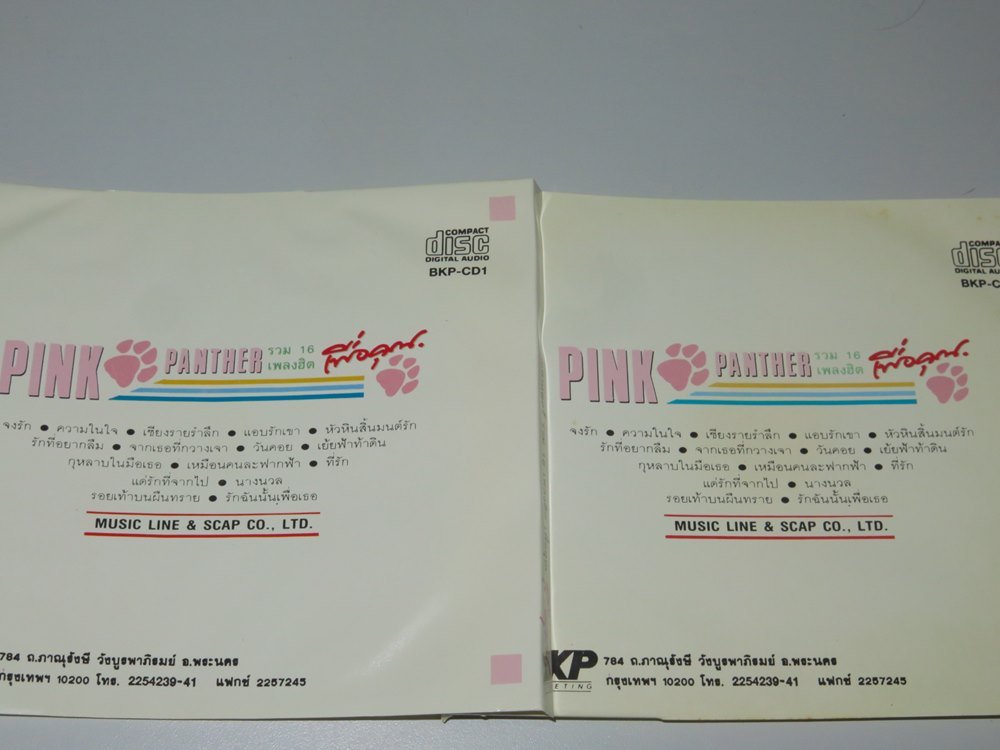 COMPACT
disc
DIGITAL AUDIO
BKP-CD1
PINK PANTHER รวม 16 เพลงฮิต เพื่อคุณ
จงรัก ● ความในใจ ● เชียงรายรำลึก ● แอบรักเขา ● หัวหินสิ้นมนต์รัก
รักที่อยากลืม ● จากเธอที่กวางเจา ● วันคอย ● เย้ยฟ้าท้าดิน
กุหลาบในมือเธอ ● เหมือนคนละฟากฟ้า ● ที่รัก
แด่รักที่จากไป ● นางนวล
รอยเท้าบนผืนทราย ● รักฉันนั้นเพื่อเธอ
MUSIC LINE & SCAP CO., LTD.
784 ถ.ภาณุรังษี วังบูรพาภิรมย์ อ.พระนคร
กรุงเทพฯ 10200 โทร. 2254239-41 แฟกซ์ 2257245
COMPACT
disc
DIGITAL AUDIO
PINK PANTHER รวม 16 เพลงฮิต เพื่อคุณ
จงรัก ● ความในใจ ● เชียงรายรำลึก ● แอบรักเขา ● หัวหินสิ้นมนต์รัก
รักที่อยากลืม ● จากเธอที่กวางเจา ● วันคอย ● เย้ยฟ้าท้าดิน
กุหลาบในมือเธอ ● เหมือนคนละฟากฟ้า ● ที่รัก
แด่รักที่จากไป ● นางนวล
รอยเท้าบนผืนทราย ● รักฉันนั้นเพื่อเธอ
MUSIC LINE & SCAP CO., LTD.
784 ถ.ภาณุรังษี วังบูรพาภิรมย์ อ.พระนคร
กรุงเทพฯ 10200 โทร. 2254239-41 แฟกซ์ 2257245